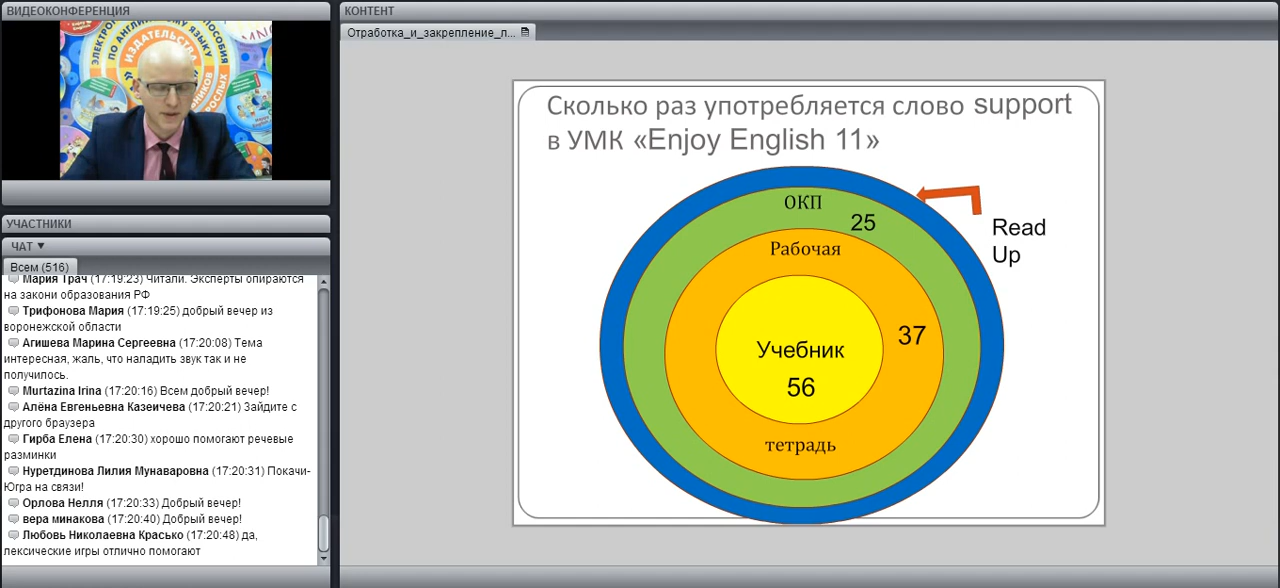 ВИДЕОКОНФЕРЕНЦИЯ
ЭЛЕКТРОН
ПО АНГЛИЙСКОМУ ЯЗЫКУ
ПОСОБИЯ
ИЗДАТЕЛЬСТВА
УЧАСТНИКИ
ЧАТ
Всем (516)
Мария Трач (17:19:23) Читали. Эксперты опираются
на закони образования РФ
Трифонова Мария (17:19:25) добрый вечер из
воронежской области
Агишева Марина Сергеевна (17:20:08) Тема
интересная, жаль, что наладить звук так и не
получилось.
Murtazina Irina (17:20:16) Всем добрый вечер!
Алёна Евгеньевна Казеичева (17:20:21) Зайдите с
другого браузера
Гирба Елена (17:20:30) хорошо помогают речевые
разминки
Нуретдинова Лилия Мунаваровна (17:20:31) Покачи-
Югра на связи!
Орлова Нелля (17:20:33) Добрый вечер!
вера минакова (17:20:40) Добрый вечер!
Любовь Николаевна Красько (17:20:48) да,
лексические игры отлично помогают
КОНТЕНТ
Отработка_и_закрепление_л...
Сколько раз употребляется слово support
в УМК «Enjoy English 11»
ОКП
25
Рабочая
37
Учебник
56
тетрадь
Read
Up